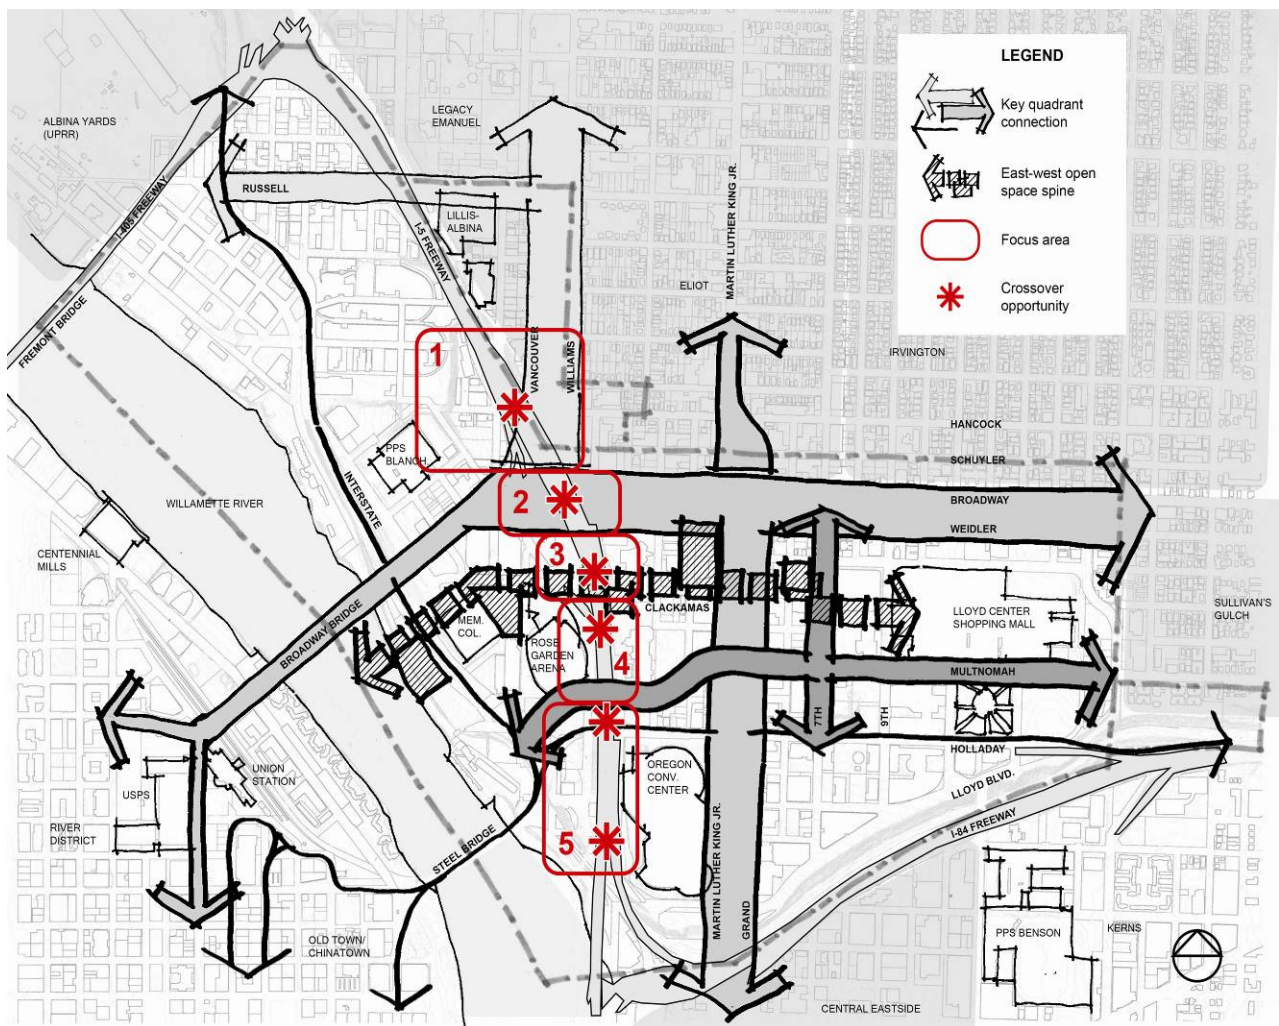 LEGEND
Key quadrant
connection
East-west open
space spine
Focus area
Crossover
opportunity
ALBINA YARDS
(UPRR)
LEGACY
EMANUEL
RUSSELL
LILLIS-
ALBINA
I-405 FREEWAY
I-5 FREEWAY
FREMONT BRIDGE
ELIOT
MARTIN LUTHER KING JR.
IRVINGTON
1
VANCOUVER
WILLIAMS
HANCOCK
SCHUYLER
PPS
BLANCH
INTERSTATE
WILLAMETTE RIVER
2
BROADWAY
WEIDLER
CENTENNIAL
MILLS
3
CLACKAMAS
MEM.
COL.
ROSE
GARDEN
ARENA
4
LLOYD CENTER
SHOPPING MALL
SULLIVAN'S
GULCH
BROADWAY BRIDGE
MULTNOMAH
7TH
9TH
HOLLADAY
UNION
STATION
USPS
OREGON
CONV.
CENTER
LLOYD BLVD.
I-84 FREEWAY
RIVER
DISTRICT
STEEL BRIDGE
5
MARTIN LUTHER KING JR.
GRAND
OLD TOWN/
CHINATOWN
PPS BENSON
KERNS
CENTRAL EASTSIDE